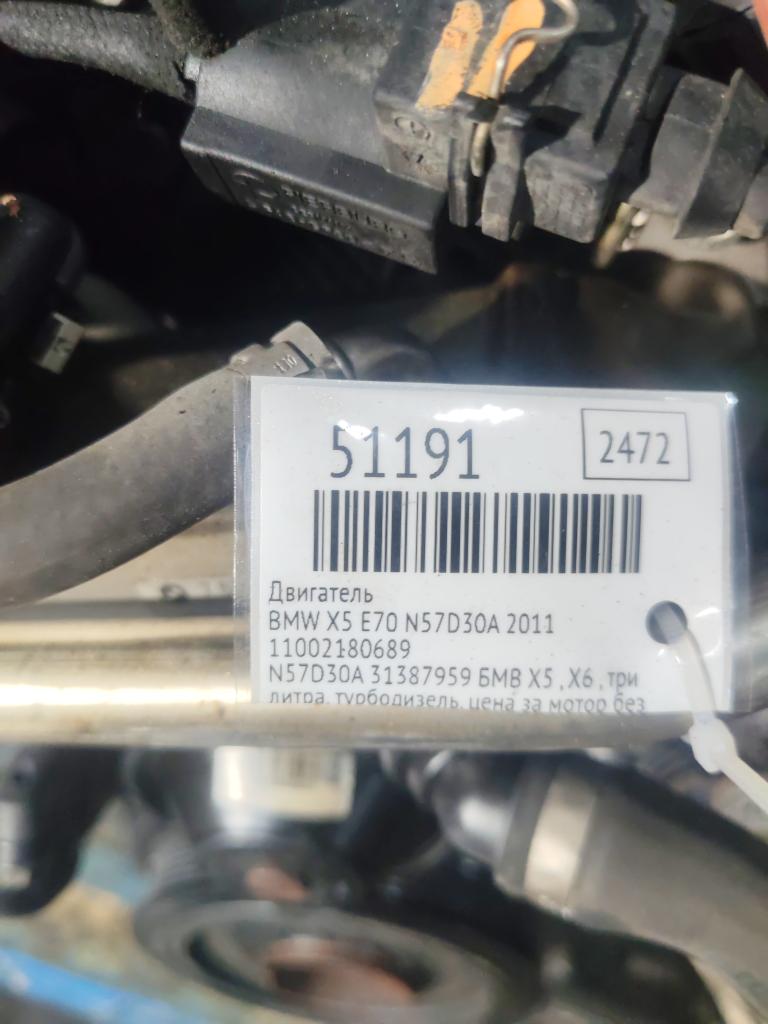 51191
2472
Двигатель
BMW X5 E70 N57D30A 2011
11002180689
N57D30A 31387959 БМВ X5 , X6 , три
литра, турбодизель, цена за мотор без